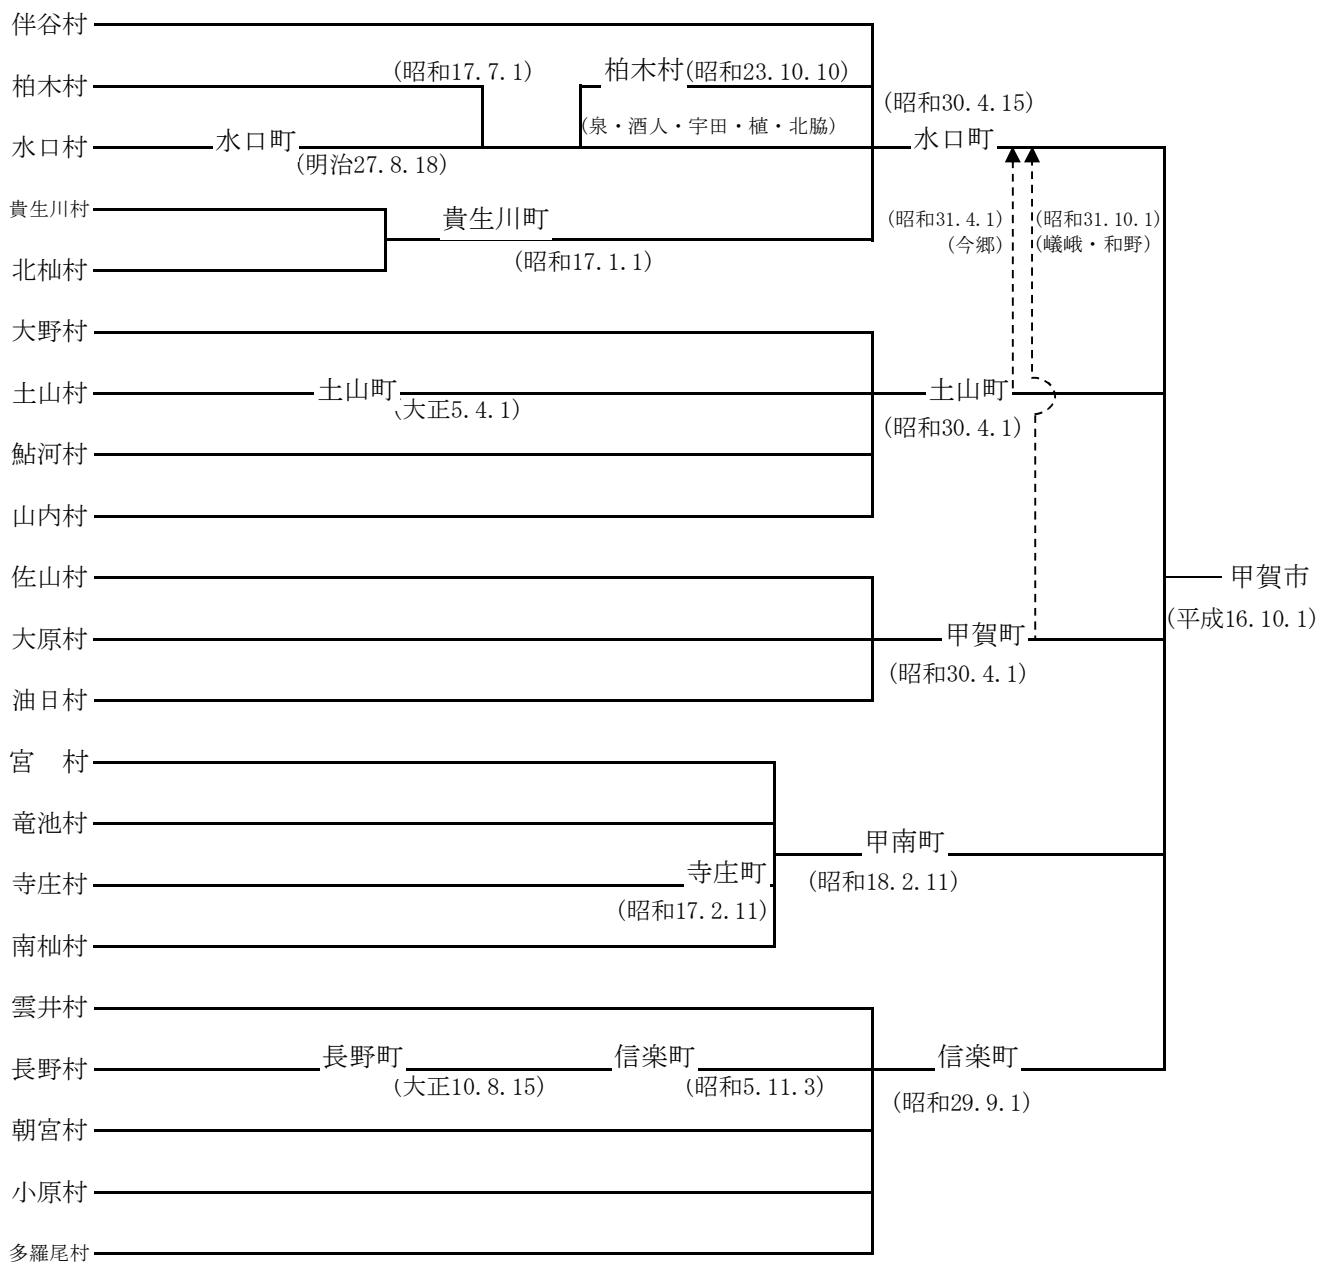 伴谷村
(昭和17.7.1)
柏木村(昭和23.10.10)
柏木村
(昭和30.4.15)
(泉・酒人・宇田・植・北脇)
水口村
水口町
水口町
(明治27.8.18)
貴生川村
貴生川町
(昭和31.4.1)
(今郷)
(昭和31.10.1)
(嶬峨・和野)
(昭和17.1.1)
北杣村
大野村
土山村
土山町
土山町
(大正5.4.1)
(昭和30.4.1)
鮎河村
山内村
佐山村
甲賀市
(平成16.10.1)
大原村
甲賀町
(昭和30.4.1)
油日村
宮　村
竜池村
甲南町
寺庄村
寺庄町
(昭和18.2.11)
(昭和17.2.11)
南杣村
雲井村
長野村
長野町
信楽町
信楽町
(大正10.8.15)
(昭和5.11.3)
(昭和29.9.1)
朝宮村
小原村
多羅尾村